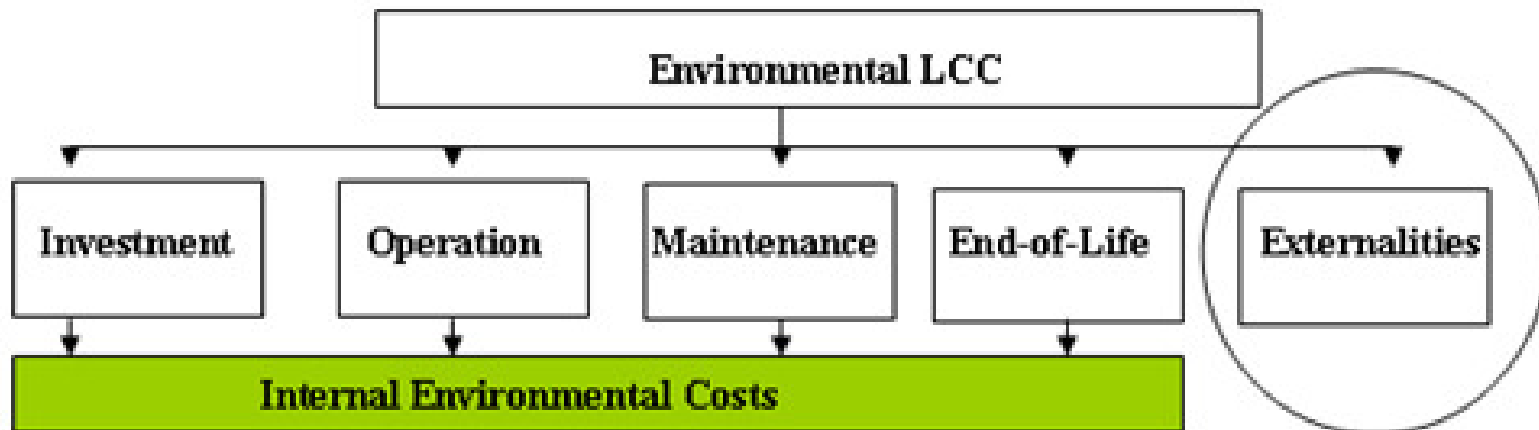 Environmental LCC
Investment
Operation
Maintenance
End-of-Life
Externalities
Internal Environmental Costs